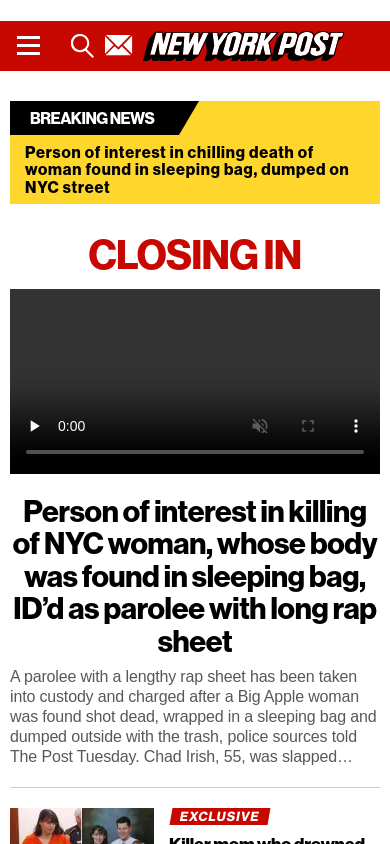 NEW YORK POST
BREAKING NEWS
Person of interest in chilling death of
woman found in sleeping bag, dumped on
NYC street
CLOSING IN
0:00
Person of interest in killing
of NYC woman, whose body
was found in sleeping bag,
ID’d as parolee with long rap
sheet
A parolee with a lengthy rap sheet has been taken
into custody and charged after a Big Apple woman
was found shot dead, wrapped in a sleeping bag and
dumped outside with the trash, police sources told
The Post Tuesday. Chad Irish, 55, was slapped…
EXCLUSIVE
Killer mom who drowned